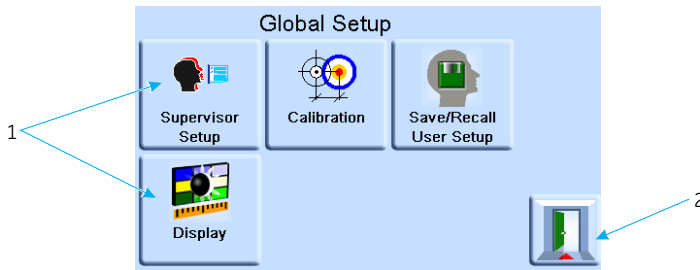 Global Setup
1
Supervisor
Setup
Calibration
Save/Recall
User Setup
Display
2